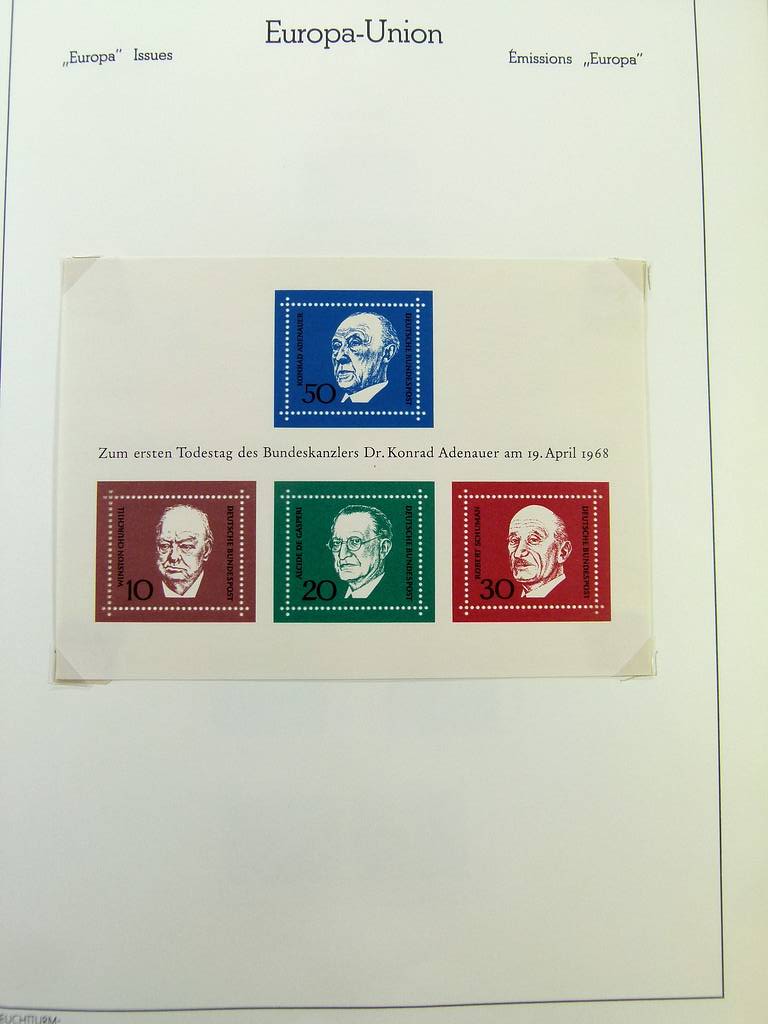 Europa-Union
„Europa” Issues
Émissions „Europa”
KONRAD ADENAUER
DEUTSCHE BUNDESPOST
50
Zum ersten Todestag des Bundeskanzlers Dr. Konrad Adenauer am 19. April 1968
WINSTON CHURCHILL
DEUTSCHE BUNDESPOST
10
ALCIDE DE GASPERI
DEUTSCHE BUNDESPOST
20
ROBERT SCHUMAN
DEUTSCHE BUNDESPOST
30
EUCHTTURM-